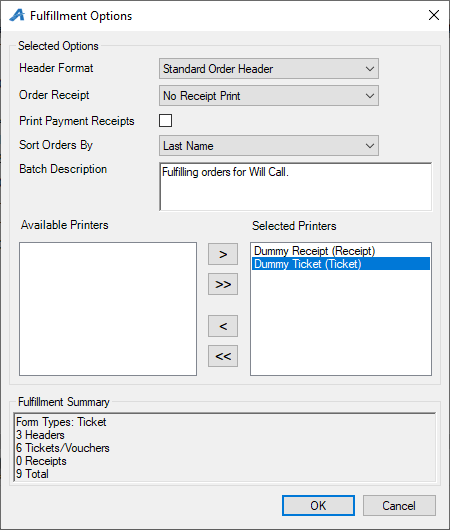 Fulfillment Options
Selected Options
Header Format
Standard Order Header
Order Receipt
No Receipt Print
Print Payment Receipts
Sort Orders By
Last Name
Batch Description
Fulfilling orders for Will Call.
Available Printers
Selected Printers
>
>>
<
<<
Dummy Receipt (Receipt)
Dummy Ticket (Ticket)
Fulfillment Summary
Form Types: Ticket
3 Headers
6 Tickets/Vouchers
0 Receipts
9 Total
OK
Cancel